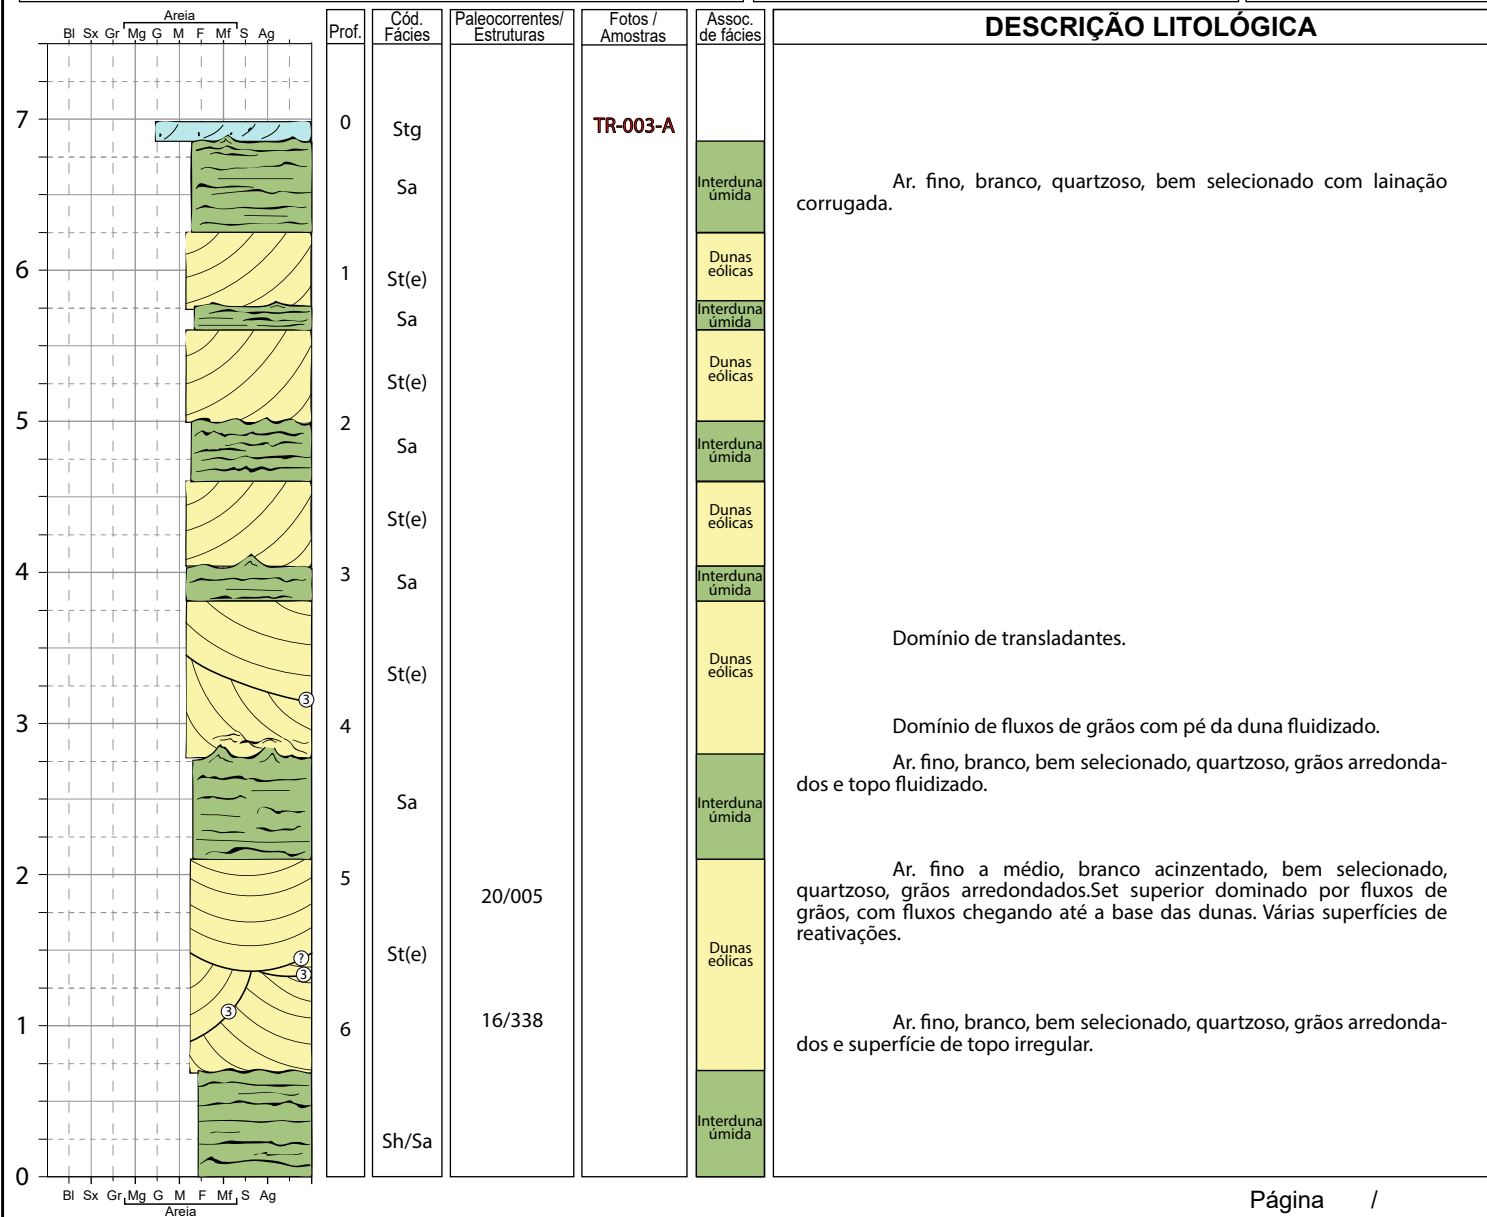 Areia
Bl Sx Gr Mg G M F Mf S Ag
Prof.
Cód.
Fácies
Paleocorrentes/
Estruturas
Fotos /
Amostras
Assoc.
de fácies
DESCRIÇÃO LITOLÓGICA
7
0
Stg
TR-003-A
Sa
Interduna
úmida
Ar. fino, branco, quartzoso, bem selecionado com lainação
corrugada.
6
1
St(e)
Dunas
eólicas
Sa
Interduna
úmida
St(e)
Dunas
eólicas
5
2
Sa
Interduna
úmida
St(e)
Dunas
eólicas
4
3
Sa
Interduna
úmida
Domínio de transladantes.
St(e)
Dunas
eólicas
3
3
4
Domínio de fluxos de grãos com pé da duna fluidizado.
Ar. fino, branco, bem selecionado, quartzoso, grãos arredonda-
dos e topo fluidizado.
Sa
Interduna
úmida
2
5
20/005
Ar. fino a médio, branco acinzentado, bem selecionado,
quartzoso, grãos arredondados.Set superior dominado por fluxos de
grãos, com fluxos chegando até a base das dunas. Várias superfícies de
reativações.
St(e)
Dunas
eólicas
?
3
3
1
6
16/338
Ar. fino, branco, bem selecionado, quartzoso, grãos arredonda-
dos e superfície de topo irregular.
Sh/Sa
Interduna
úmida
0
Bl Sx Gr Mg G M F Mf S Ag
Areia
Página /